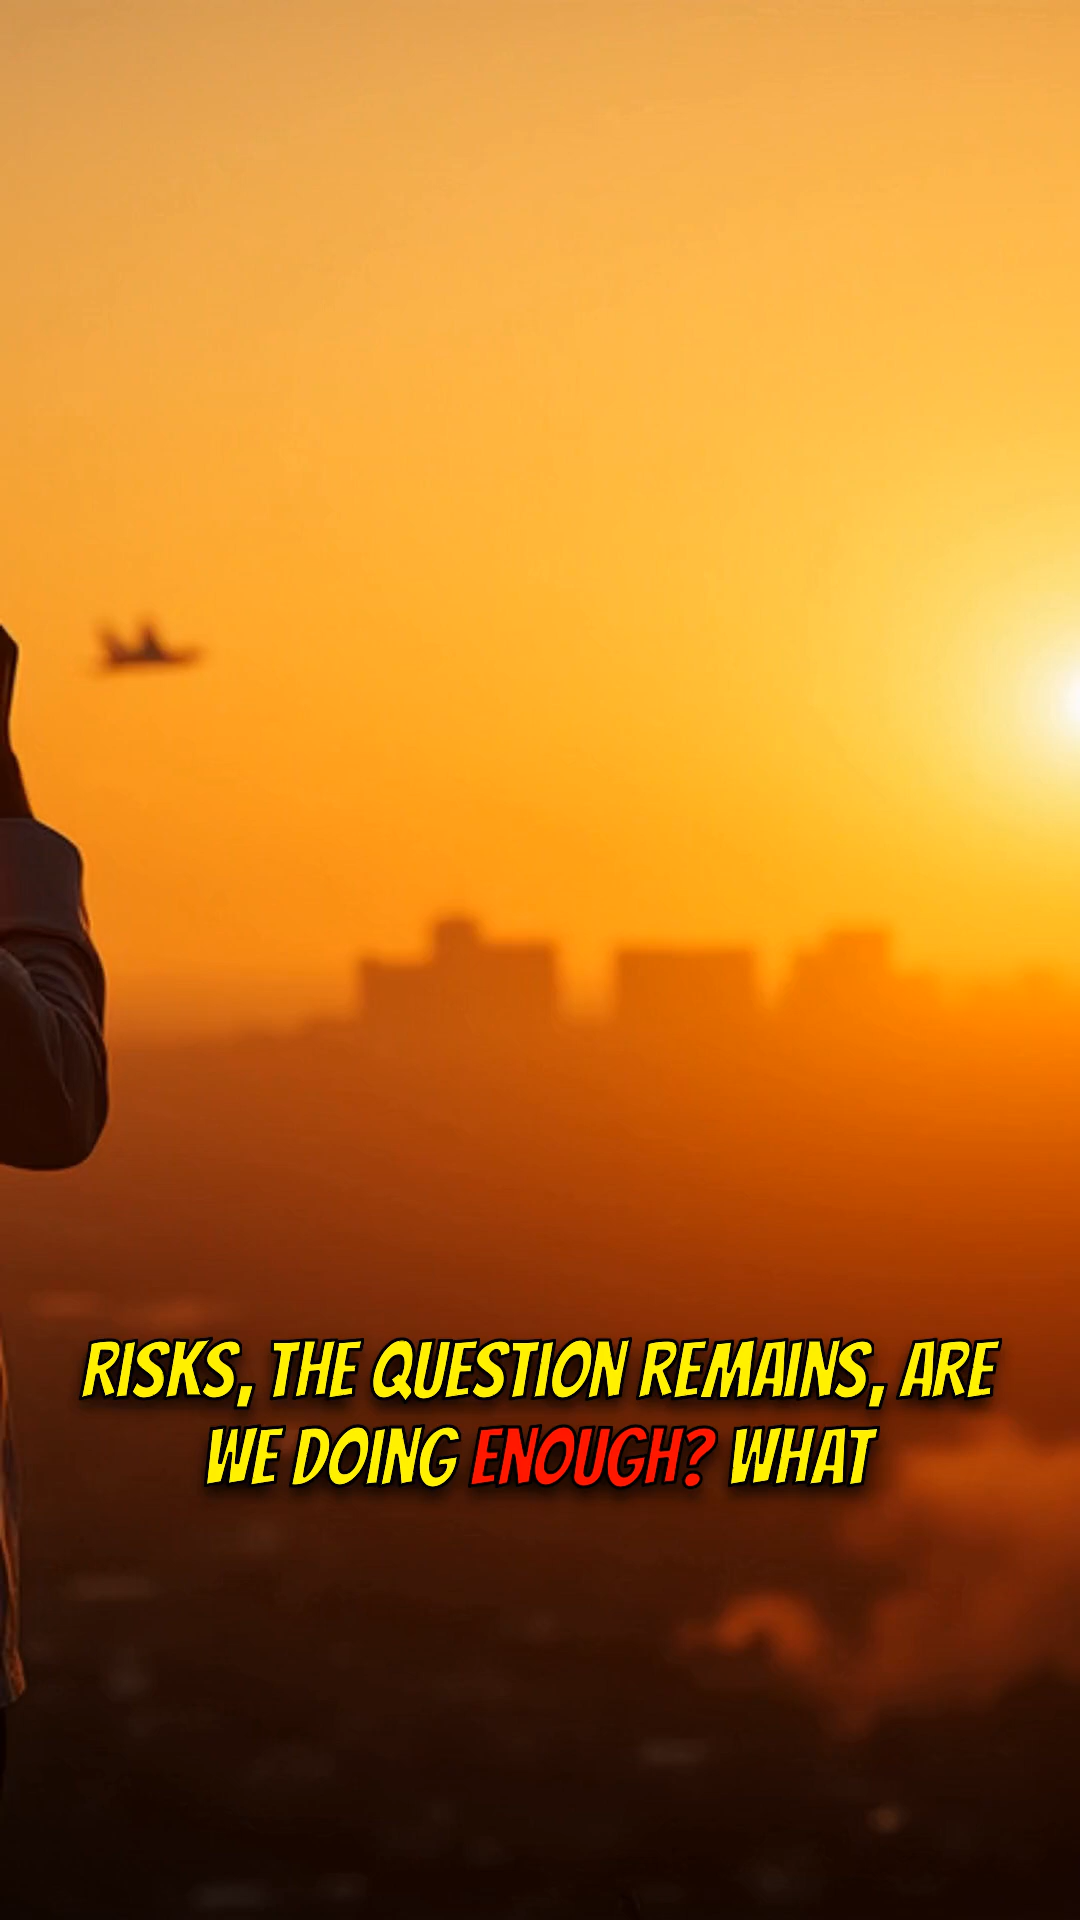 RISKS, THE QUESTION REMAINS, ARE
WE DOING ENOUGH? WHAT